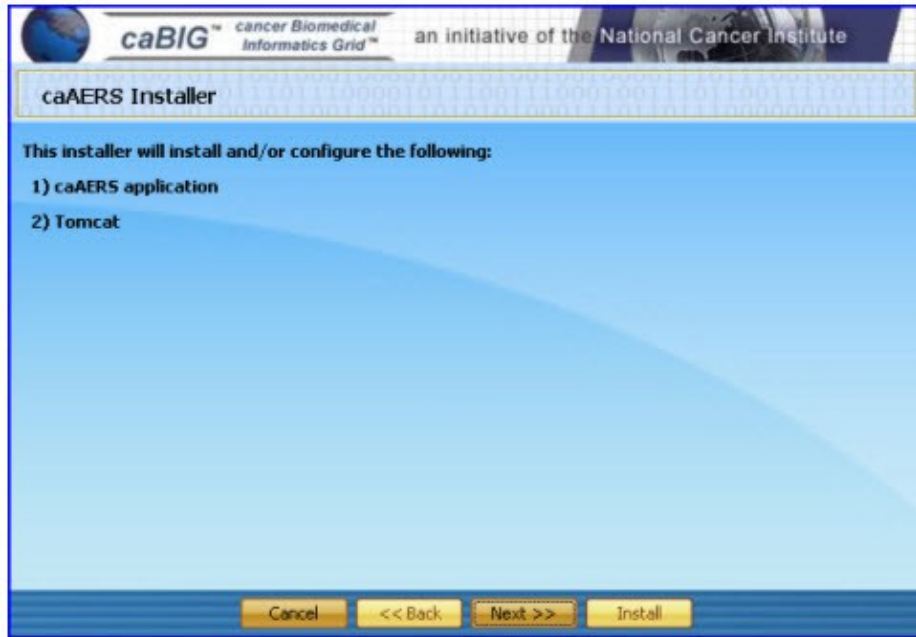 caBIG™ cancer Biomedical Informatics Grid™ an initiative of the National Cancer Institute
caAERS Installer
This installer will install and/or configure the following:
1) caAERS application
2) Tomcat
Cancel << Back Next >> Install